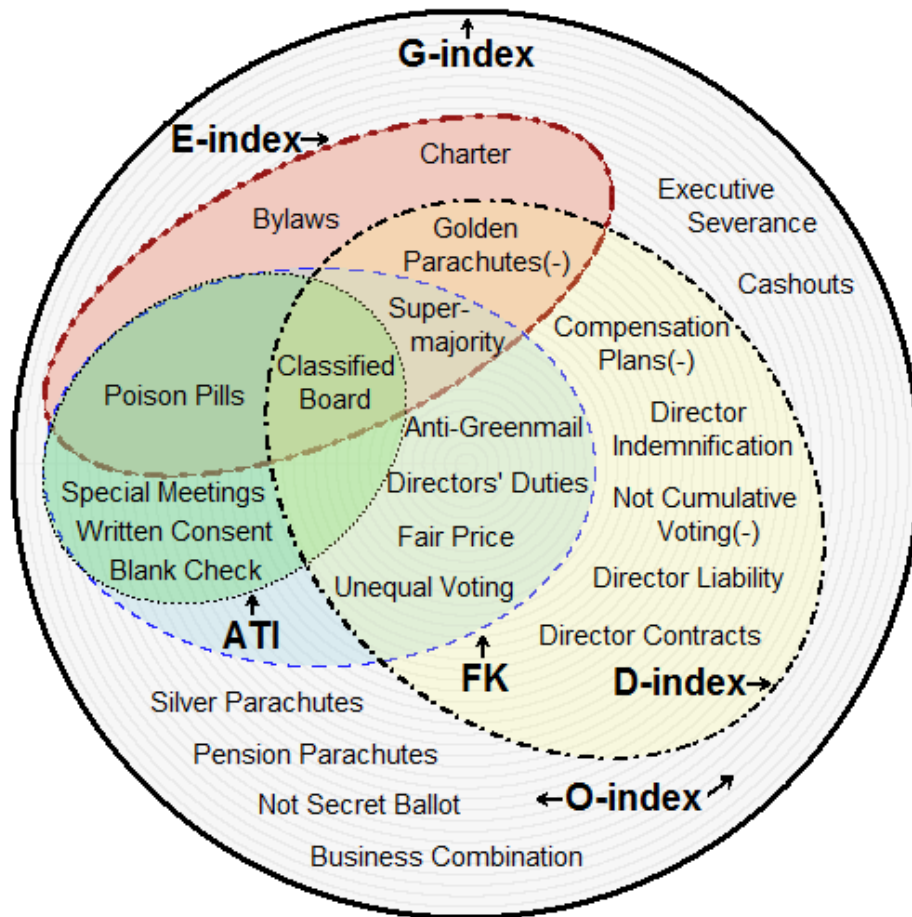 G-index
E-index
Charter
Executive
Severance
Bylaws
Golden
Parachutes(-)
Cashouts
Super-
majority
Compensation
Plans(-)
Classified
Board
Poison Pills
Anti-Greenmail
Director
Indemnification
Special Meetings
Directors' Duties
Not Cumulative
Voting(-)
Written Consent
Fair Price
Blank Check
Unequal Voting
Director Liability
ATI
Director Contracts
FK
D-index
Silver Parachutes
Pension Parachutes
Not Secret Ballot
O-index
Business Combination